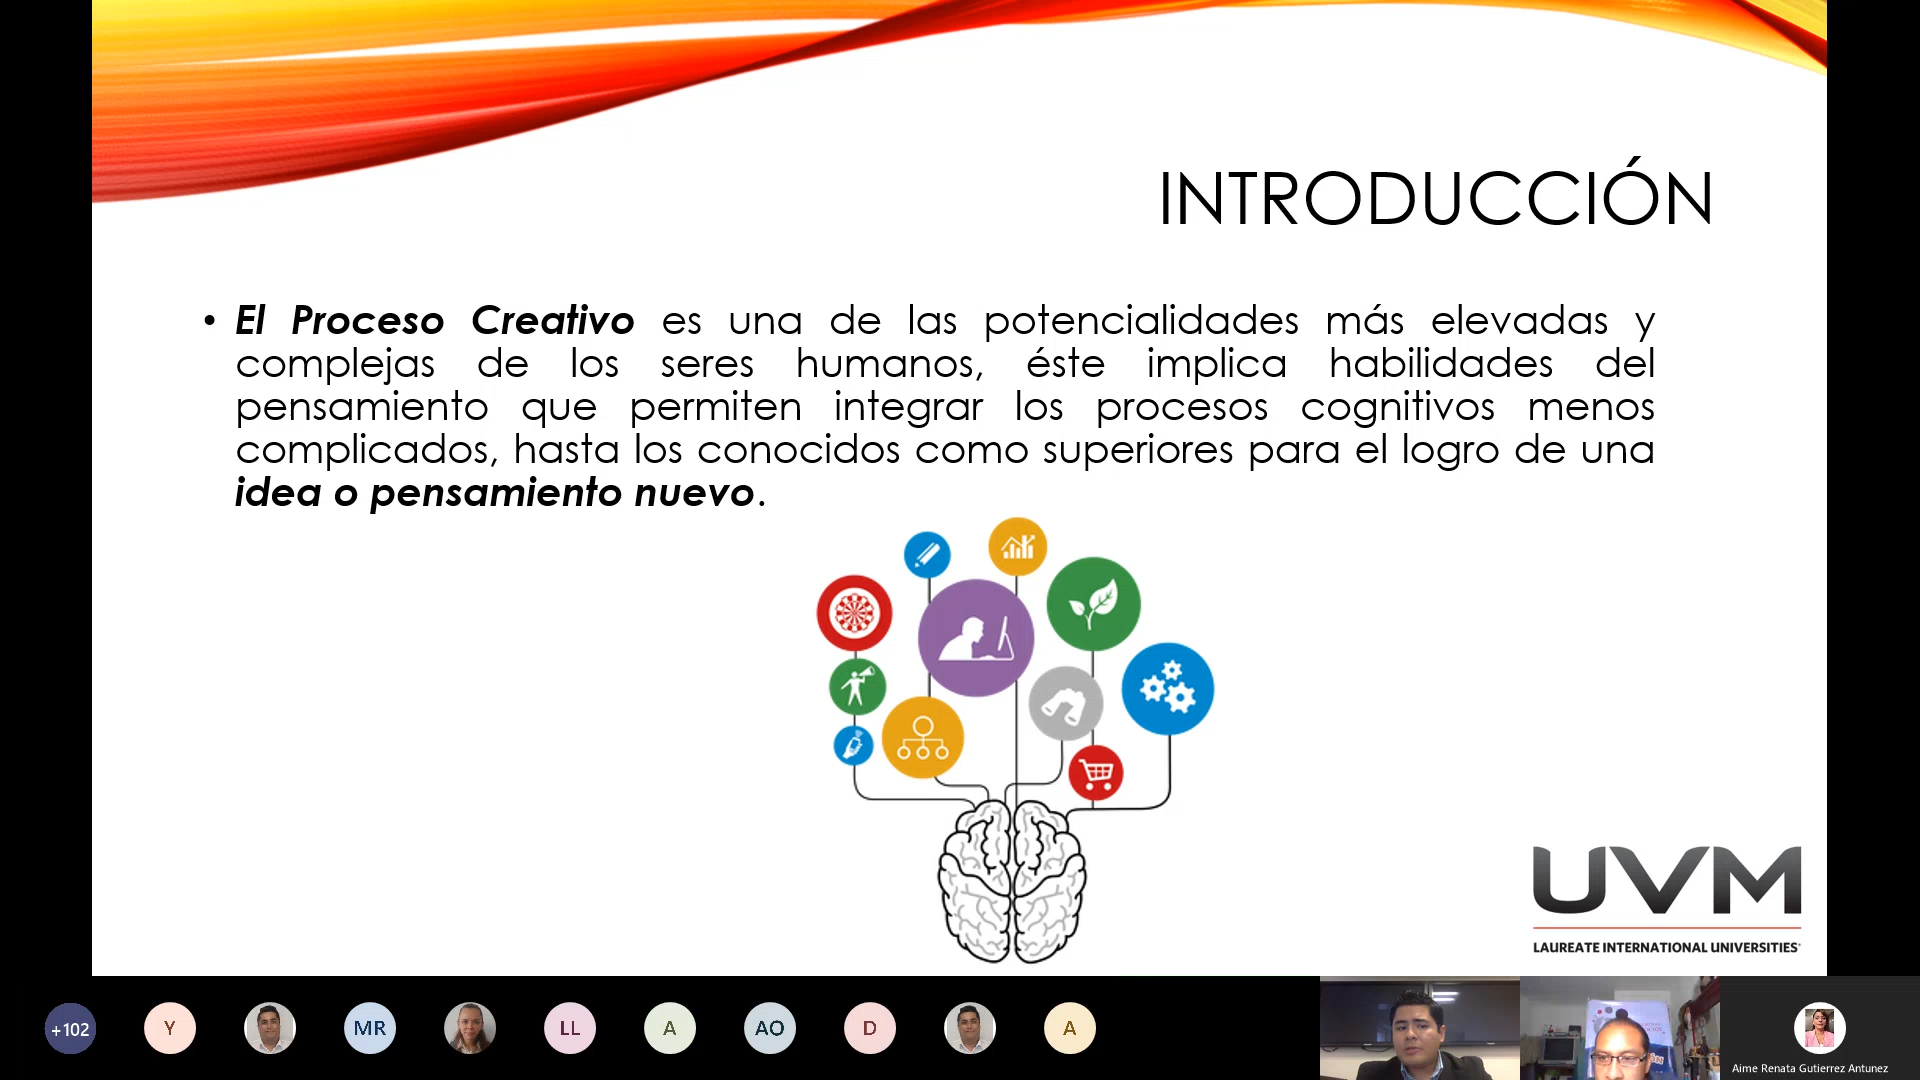 INTRODUCCIÓN
• El Proceso Creativo es una de las potencialidades más elevadas y
complejas de los seres humanos, éste implica habilidades del
pensamiento que permiten integrar los procesos cognitivos menos
complicados, hasta los conocidos como superiores para el logro de una
idea o pensamiento nuevo.
UVM
LAUREATE INTERNATIONAL UNIVERSITIES
+102
Y
MR
LL
A
AO
D
A
Aime Renata Gutierrez Antunez